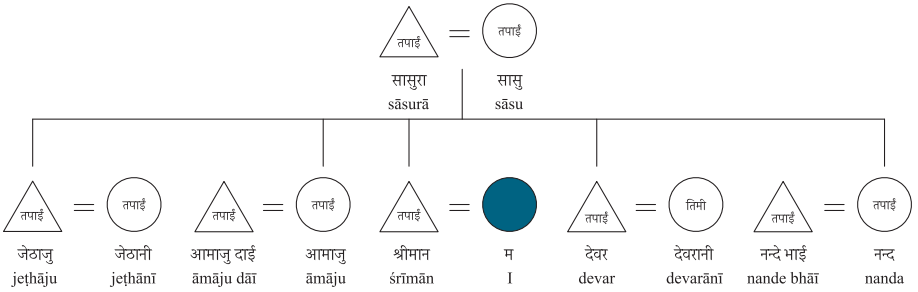 तपाईं तपाईं
सासुरा सासु
sāsurā sāsu
तपाईं तपाईं तपाईं तपाईं तपाईं तपाईं तिमी तपाईं तपाईं
जेठाजु जेठानी आमाजु दाई आमाजु श्रीमान म देवर देवरानी नन्दे भाई नन्द
jeṭhāju jeṭhānī āmāju dāī āmāju śrīmān I devar devarānī nande bhāī nanda